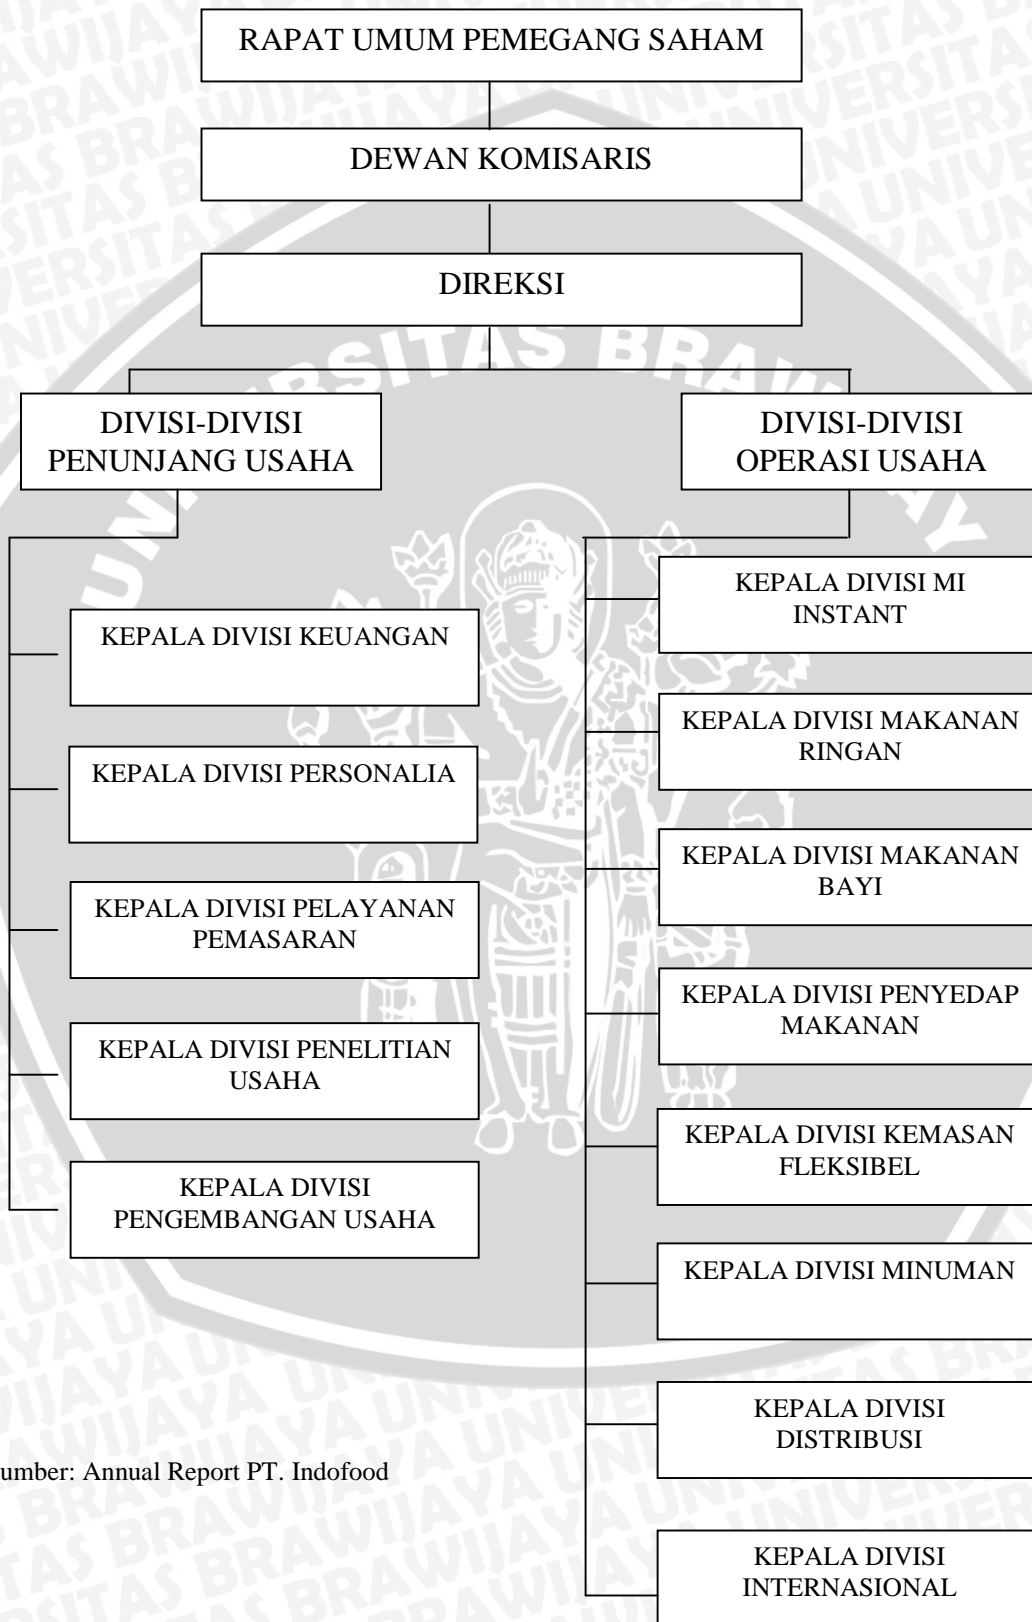 RAPAT UMUM PEMEGANG SAHAM
DEWAN KOMISARIS
DIREKSI
DIVISI-DIVISI
PENUNJANG USAHA
DIVISI-DIVISI
OPERASI USAHA
KEPALA DIVISI KEUANGAN
KEPALA DIVISI PERSONALIA
KEPALA DIVISI PELAYANAN
PEMASARAN
KEPALA DIVISI PENELITIAN
USAHA
KEPALA DIVISI
PENGEMBANGAN USAHA
KEPALA DIVISI MI
INSTANT
KEPALA DIVISI MAKANAN
RINGAN
KEPALA DIVISI MAKANAN
BAYI
KEPALA DIVISI PENYEDAP
MAKANAN
KEPALA DIVISI KEMASAN
FLEKSIBEL
KEPALA DIVISI MINUMAN
KEPALA DIVISI
DISTRIBUSI
KEPALA DIVISI
INTERNASIONAL
umber: Annual Report PT. Indofood